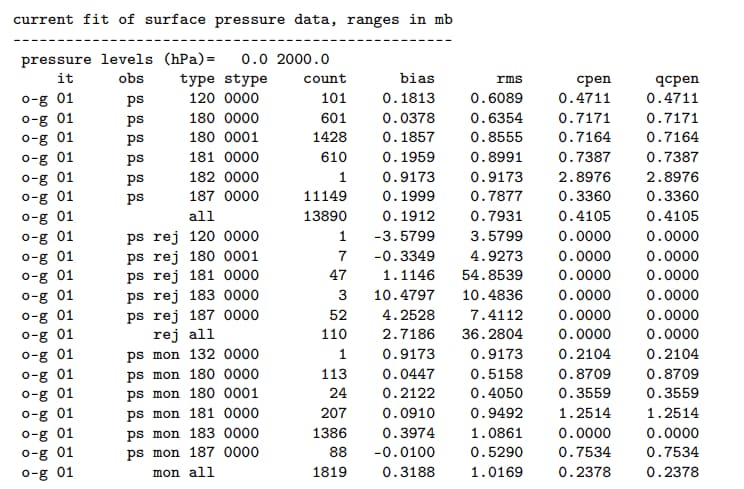 current fit of surface pressure data, ranges in mb
--------------------------------------------------
pressure levels (hPa)= 0.0 2000.0
it obs type stype count bias rms cpen qcpen
o-g 01 ps 120 0000 101 0.1813 0.6089 0.4711 0.4711
o-g 01 ps 180 0000 601 0.0378 0.6354 0.7171 0.7171
o-g 01 ps 180 0001 1428 0.1857 0.8555 0.7164 0.7164
o-g 01 ps 181 0000 610 0.1959 0.8991 0.7387 0.7387
o-g 01 ps 182 0000 1 0.9173 0.9173 2.8976 2.8976
o-g 01 ps 187 0000 11149 0.1999 0.7877 0.3360 0.3360
o-g 01 all 13890 0.1912 0.7931 0.4105 0.4105
o-g 01 ps rej 120 0000 1 -3.5799 3.5799 0.0000 0.0000
o-g 01 ps rej 180 0001 7 -0.3349 4.9273 0.0000 0.0000
o-g 01 ps rej 181 0000 47 1.1146 54.8539 0.0000 0.0000
o-g 01 ps rej 183 0000 3 10.4797 10.4836 0.0000 0.0000
o-g 01 ps rej 187 0000 52 4.2528 7.4112 0.0000 0.0000
o-g 01 rej all 110 2.7186 36.2804 0.0000 0.0000
o-g 01 ps mon 132 0000 1 0.9173 0.9173 0.2104 0.2104
o-g 01 ps mon 180 0000 113 0.0447 0.5158 0.8709 0.8709
o-g 01 ps mon 180 0001 24 0.2122 0.4050 0.3559 0.3559
o-g 01 ps mon 181 0000 207 0.0910 0.9492 1.2514 1.2514
o-g 01 ps mon 183 0000 1386 0.3974 1.0861 0.0000 0.0000
o-g 01 ps mon 187 0000 88 -0.0100 0.5290 0.7534 0.7534
o-g 01 mon all 1819 0.3188 1.0169 0.2378 0.2378